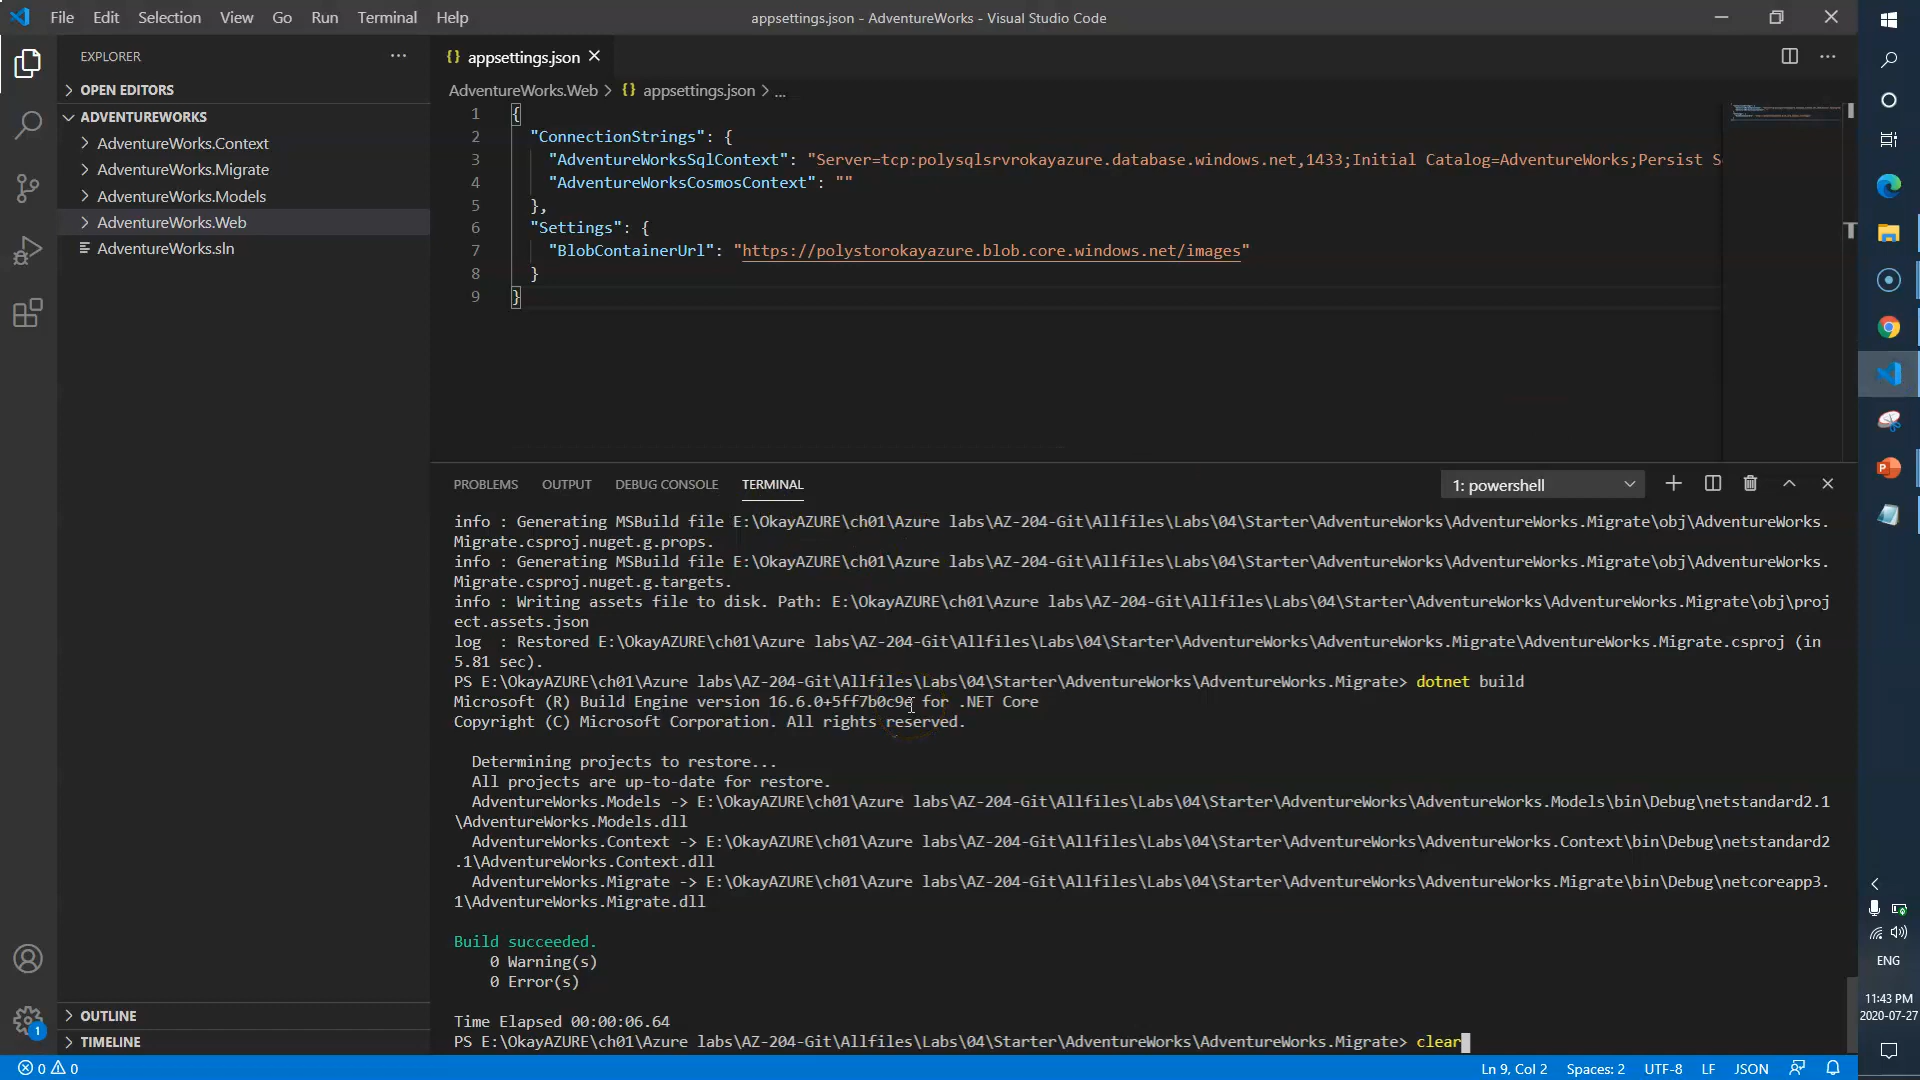 File Edit Selection View Go Run Terminal Help
appsettings.json - AdventureWorks - Visual Studio Code
EXPLORER
OPEN EDITORS
ADVENTUREWORKS
AdventureWorks.Context
AdventureWorks.Migrate
AdventureWorks.Models
AdventureWorks.Web
AdventureWorks.sln
OUTLINE
TIMELINE
{} appsettings.json
AdventureWorks.Web > {} appsettings.json > ...
1 {
2 "ConnectionStrings": {
3 "AdventureWorksSqlContext": "Server=tcp:polysqlsrvrokayazure.database.windows.net,1433;Initial Catalog=AdventureWorks;Persist S
4 "AdventureWorksCosmosContext": ""
5 },
6 "Settings": {
7 "BlobContainerUrl": "https://polystorokayazure.blob.core.windows.net/images"
8 }
9 }
PROBLEMS OUTPUT DEBUG CONSOLE TERMINAL
1: powershell
info : Generating MSBuild file E:\OkayAZURE\ch01\Azure labs\AZ-204-Git\Allfiles\Labs\04\Starter\AdventureWorks\AdventureWorks.Migrate\obj\AdventureWorks.
Migrate.csproj.nuget.g.props.
info : Generating MSBuild file E:\OkayAZURE\ch01\Azure labs\AZ-204-Git\Allfiles\Labs\04\Starter\AdventureWorks\AdventureWorks.Migrate\obj\AdventureWorks.
Migrate.csproj.nuget.g.targets.
info : Writing assets file to disk. Path: E:\OkayAZURE\ch01\Azure labs\AZ-204-Git\Allfiles\Labs\04\Starter\AdventureWorks\AdventureWorks.Migrate\obj\proj
ect.assets.json
log  : Restored E:\OkayAZURE\ch01\Azure labs\AZ-204-Git\Allfiles\Labs\04\Starter\AdventureWorks\AdventureWorks.Migrate\AdventureWorks.Migrate.csproj (in
5.81 sec).
PS E:\OkayAZURE\ch01\Azure labs\AZ-204-Git\Allfiles\Labs\04\Starter\AdventureWorks\AdventureWorks.Migrate> dotnet build
Microsoft (R) Build Engine version 16.6.0+5ff7b0c9e for .NET Core
Copyright (C) Microsoft Corporation. All rights reserved.
Determining projects to restore...
All projects are up-to-date for restore.
AdventureWorks.Models -> E:\OkayAZURE\ch01\Azure labs\AZ-204-Git\Allfiles\Labs\04\Starter\AdventureWorks\AdventureWorks.Models\bin\Debug\netstandard2.1
\AdventureWorks.Models.dll
AdventureWorks.Context -> E:\OkayAZURE\ch01\Azure labs\AZ-204-Git\Allfiles\Labs\04\Starter\AdventureWorks\AdventureWorks.Context\bin\Debug\netstandard2
.1\AdventureWorks.Context.dll
AdventureWorks.Migrate -> E:\OkayAZURE\ch01\Azure labs\AZ-204-Git\Allfiles\Labs\04\Starter\AdventureWorks\AdventureWorks.Migrate\bin\Debug\netcoreapp3.
1\AdventureWorks.Migrate.dll
Build succeeded.
0 Warning(s)
0 Error(s)
Time Elapsed 00:00:06.64
PS E:\OkayAZURE\ch01\Azure labs\AZ-204-Git\Allfiles\Labs\04\Starter\AdventureWorks\AdventureWorks.Migrate> clear
1
0 0
Ln 9, Col 2 Spaces: 2 UTF-8 LF JSON
ENG
11:43 PM
2020-07-27